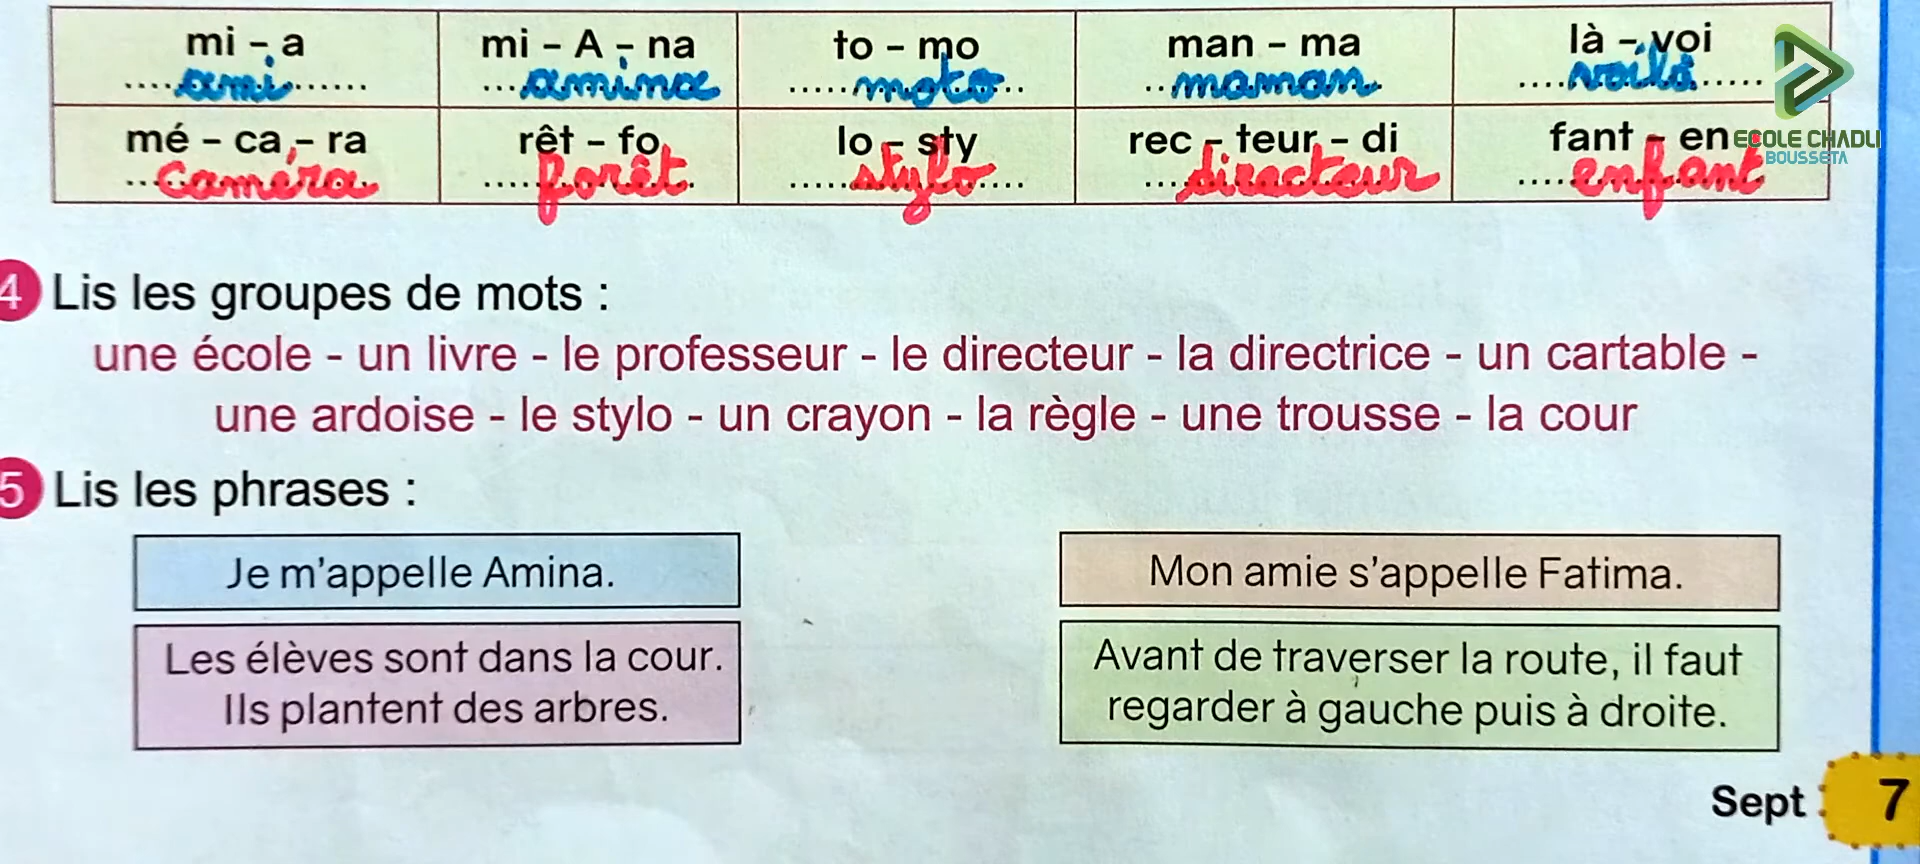 mi - a
mi - A - na
to - mo
man - ma
là - voi
ami
amina
moto
maman
voilà
mé - ca - ra
rêt - fo
lo - sty
rec - teur - di
fant - en
caméra
forêt
stylo
directeur
enfant
ECOLE CHADLI
BOUSSETA
4 Lis les groupes de mots :
une école - un livre - le professeur - le directeur - la directrice - un cartable -
une ardoise - le stylo - un crayon - la règle - une trousse - la cour
5 Lis les phrases :
Je m'appelle Amina.
Mon amie s'appelle Fatima.
Les élèves sont dans la cour.
Ils plantent des arbres.
Avant de traverser la route, il faut
regarder à gauche puis à droite.
Sept 7